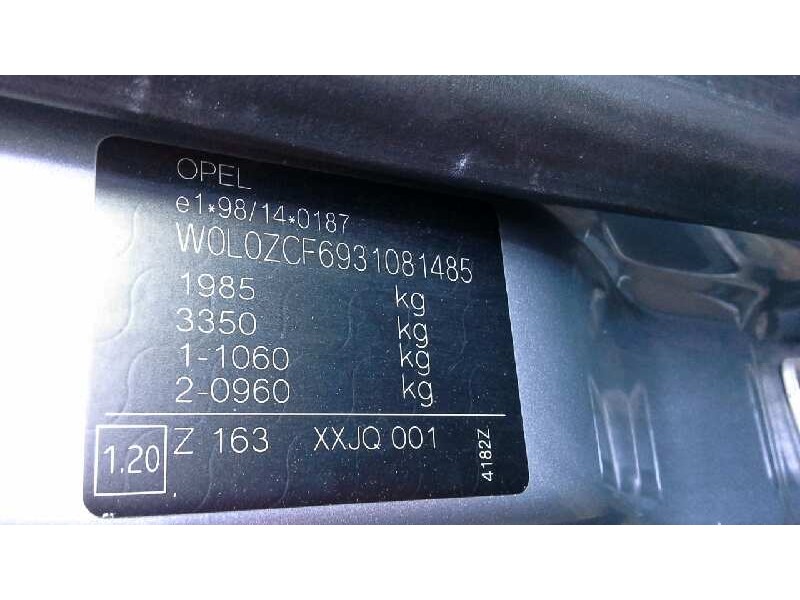 OPEL
e1*98/14*0187
W0L0ZCF6931081485
1985 kg
3350 kg
1-1060 kg
2-0960 kg
1.20 Z 163 XXJQ 001
4182Z